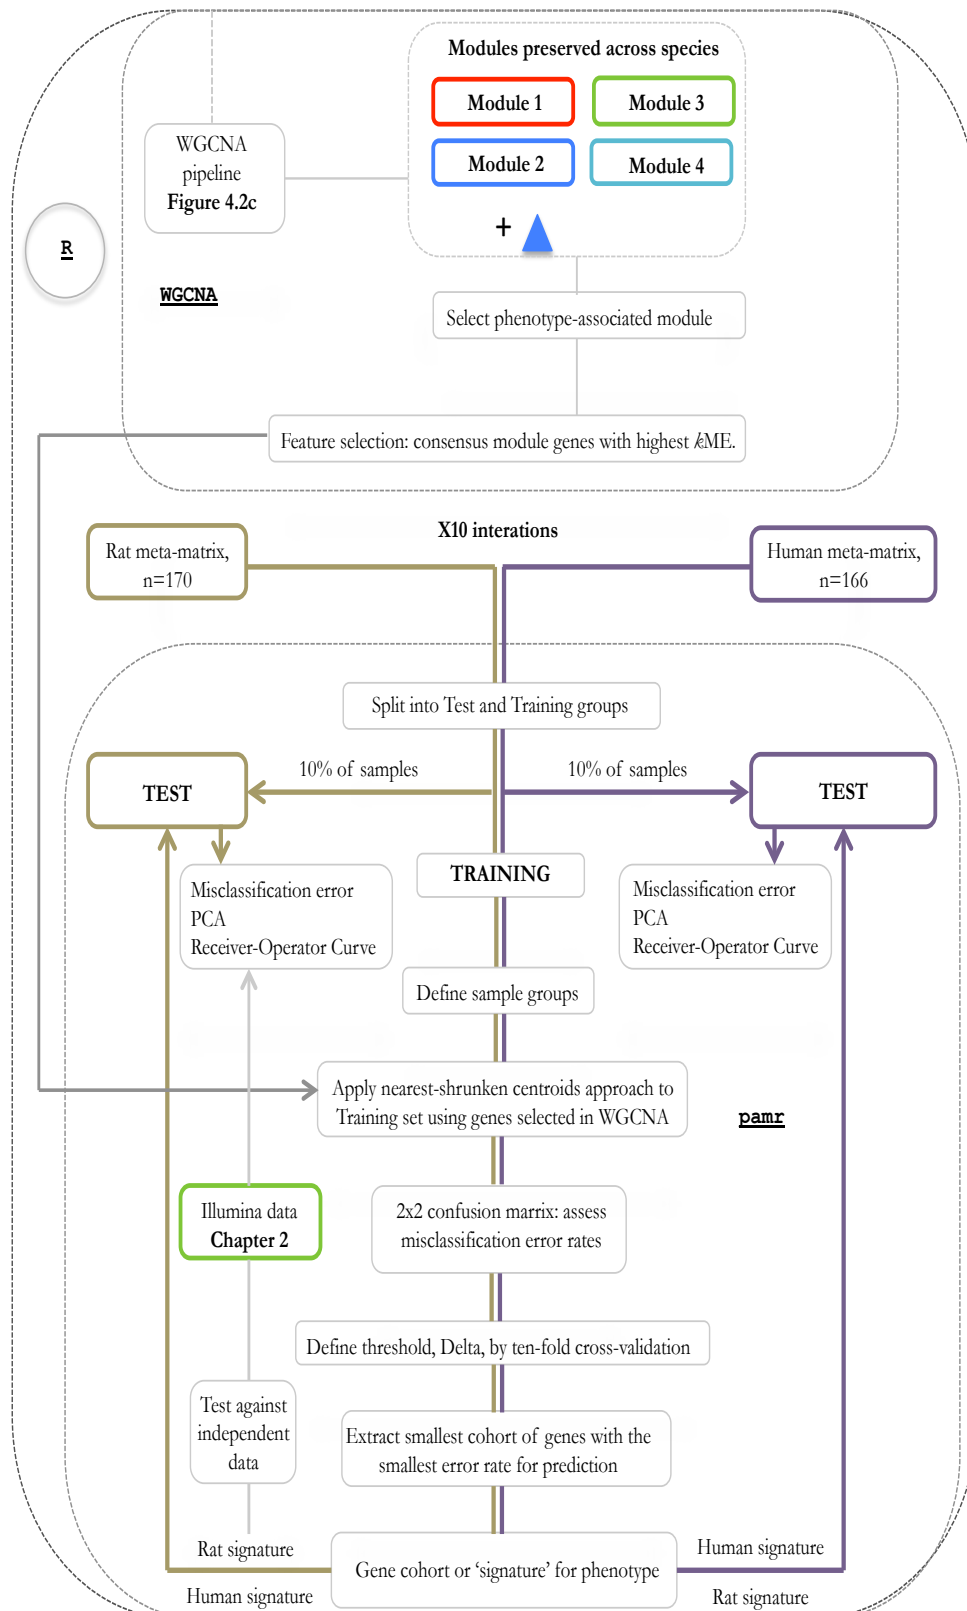 Modules preserved across species
Module 1
Module 3
Module 2
Module 4
+
WGCNA
pipeline
Figure 4.2c
R
WGCNA
Select phenotype-associated module
Feature selection: consensus module genes with highest kME.
X10 interations
Rat meta-matrix,
n=170
Human meta-matrix,
n=166
Split into Test and Training groups
10% of samples
10% of samples
TEST
TEST
TRAINING
Misclassification error
PCA
Receiver-Operator Curve
Misclassification error
PCA
Receiver-Operator Curve
Define sample groups
Apply nearest-shrunken centroids approach to
Training set using genes selected in WGCNA
pamr
Illumina data
Chapter 2
2x2 confusion marrix: assess
misclassification error rates
Define threshold, Delta, by ten-fold cross-validation
Test against
independent
data
Extract smallest cohort of genes with the
smallest error rate for prediction
Rat signature
Human signature
Gene cohort or ‘signature’ for phenotype
Human signature
Rat signature